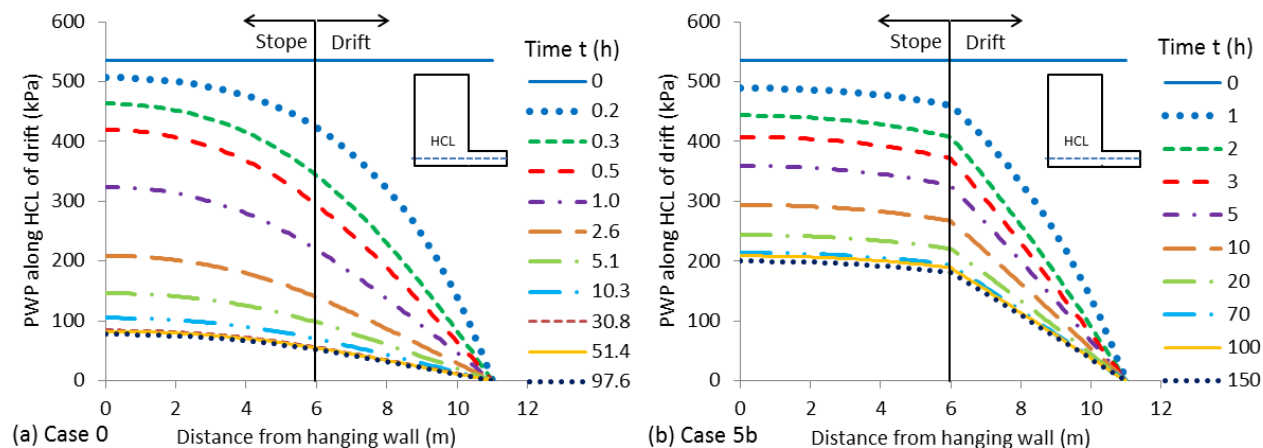 600
500
400
300
200
100
0
PWP along HCL of drift (kPa)
Stope
Drift
HCL
0 2 4 6 8 10 12
(a) Case 0
Distance from hanging wall (m)
Time t (h)
0
0.2
0.3
0.5
1.0
2.6
5.1
10.3
30.8
51.4
97.6
600
500
400
300
200
100
0
PWP along HCL of drift (kPa)
Stope
Drift
HCL
0 2 4 6 8 10 12
(b) Case 5b
Distance from hanging wall (m)
Time t (h)
0
1
2
3
5
10
20
70
100
150